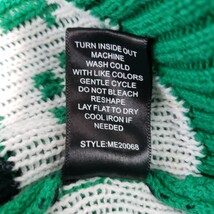 TURN INSIDE OUT
MACHINE
WASH COLD
WITH LIKE COLORS
GENTLE CYCLE
DO NOT BLEACH
RESHAPE
LAY FLAT TO DRY
COOL IRON IF
NEEDED
STYLE:ME20068